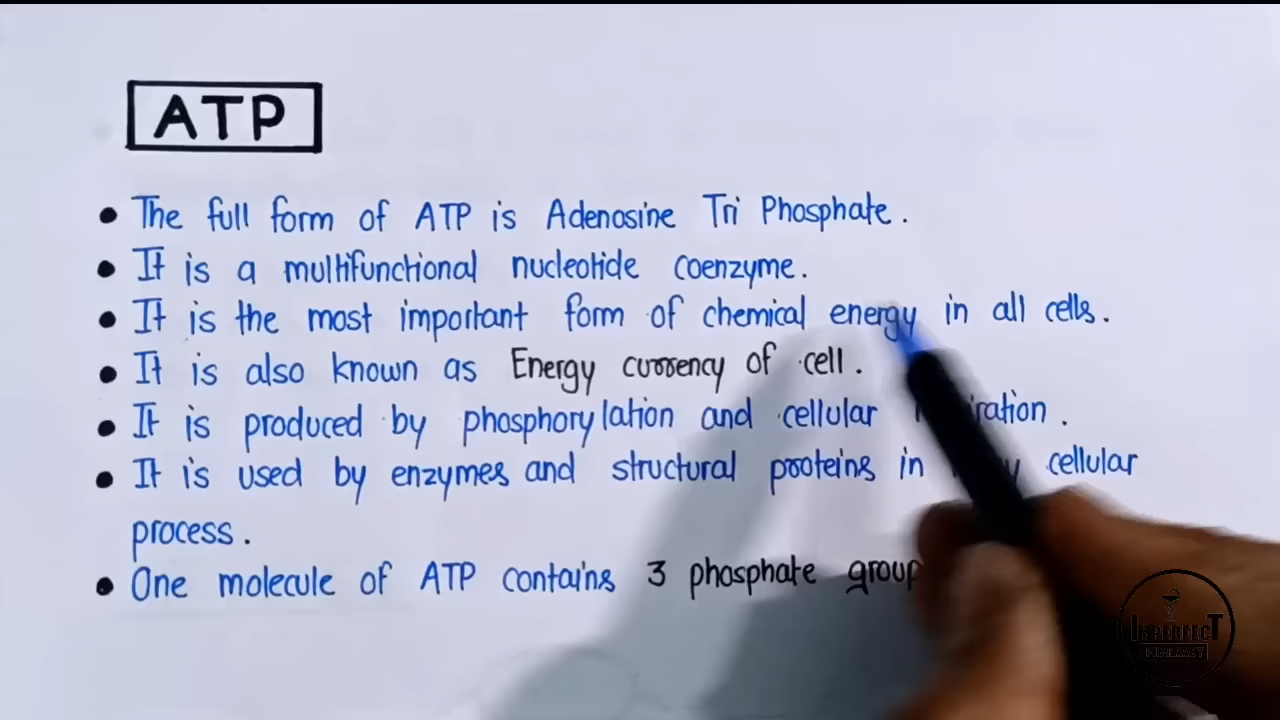 ATP
• The full form of ATP is Adenosine Tri Phosphate.
• It is a multifunctional nucleotide coenzyme.
• It is the most important form of chemical energy in all cells.
• It is also known as Energy currency of cell.
• It is produced by phosphorylation and cellular
• It is used by enzymes and structural proteins in cellular
process.
• One molecule of ATP contains 3 phosphate group
IMPERFECT
PHARMACY